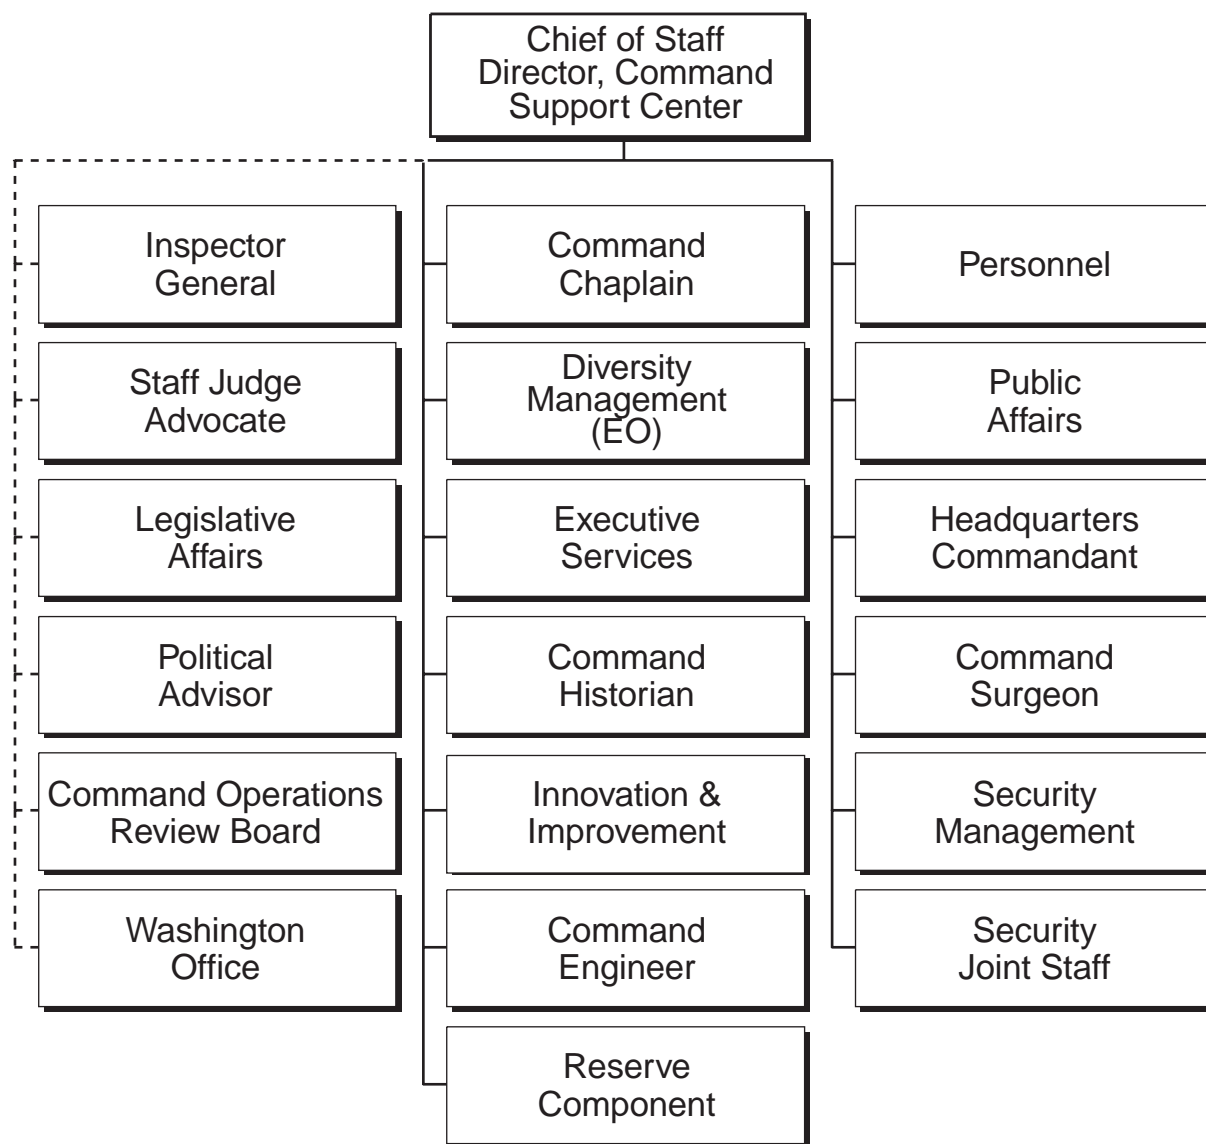 Chief of Staff
Director, Command
Support Center
Inspector
General
Command
Chaplain
Personnel
Staff Judge
Advocate
Diversity
Management
(EO)
Public
Affairs
Legislative
Affairs
Executive
Services
Headquarters
Commandant
Political
Advisor
Command
Historian
Command
Surgeon
Command Operations
Review Board
Innovation &
Improvement
Security
Management
Washington
Office
Command
Engineer
Security
Joint Staff
Reserve
Component